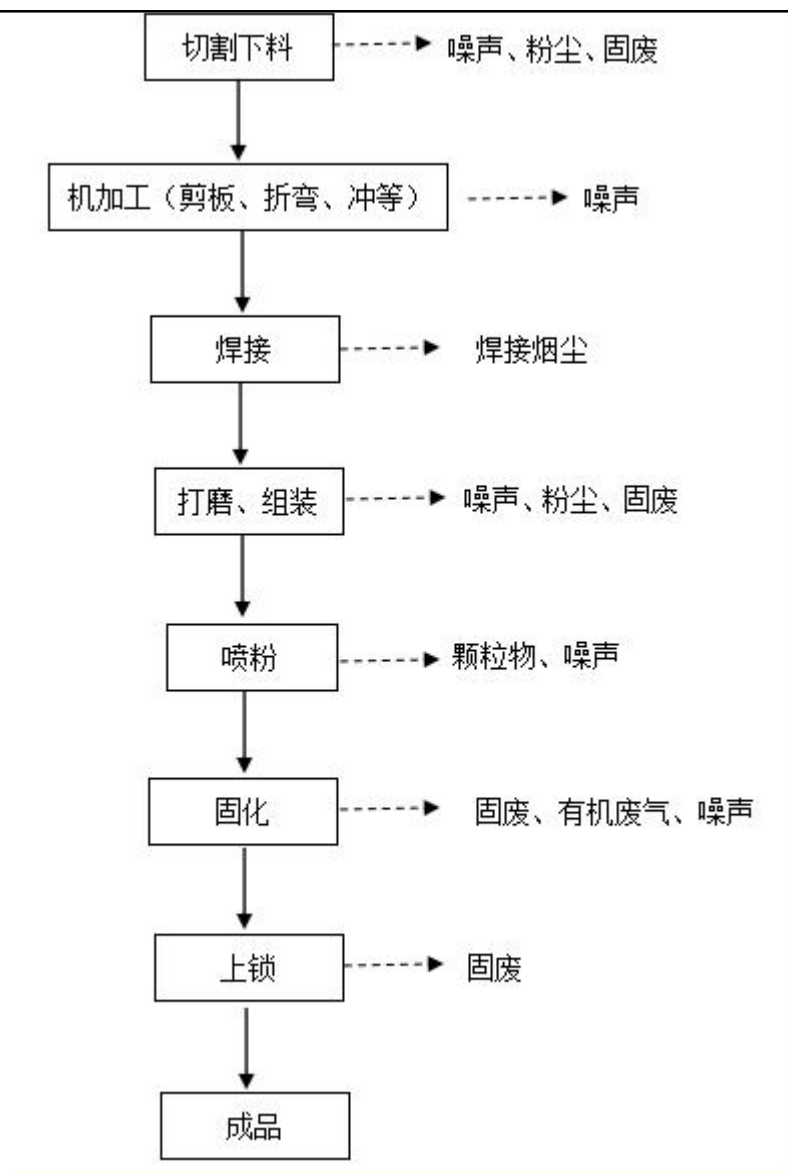 切割下料 噪声、粉尘、固废
机加工（剪板、折弯、冲等） 噪声
焊接 焊接烟尘
打磨、组装 噪声、粉尘、固废
喷粉 颗粒物、噪声
固化 固废、有机废气、噪声
上锁 固废
成品